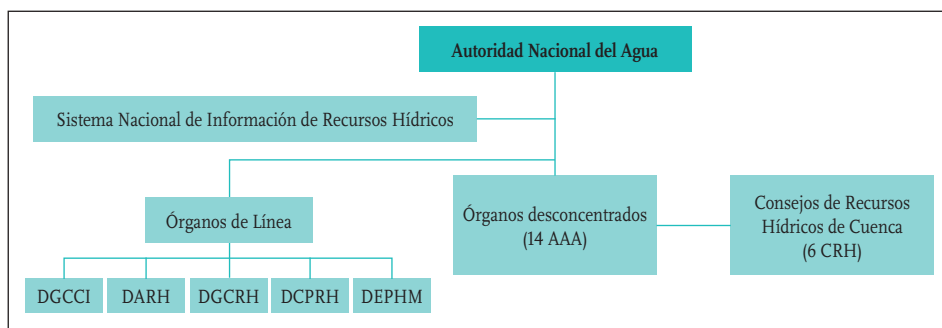 Autoridad Nacional del Agua
Sistema Nacional de Información de Recursos Hídricos
Órganos de Línea
Órganos desconcentrados
(14 AAA)
Consejos de Recursos
Hídricos de Cuenca
(6 CRH)
DGCCI
DARH
DGCRH
DCPRH
DEPHM